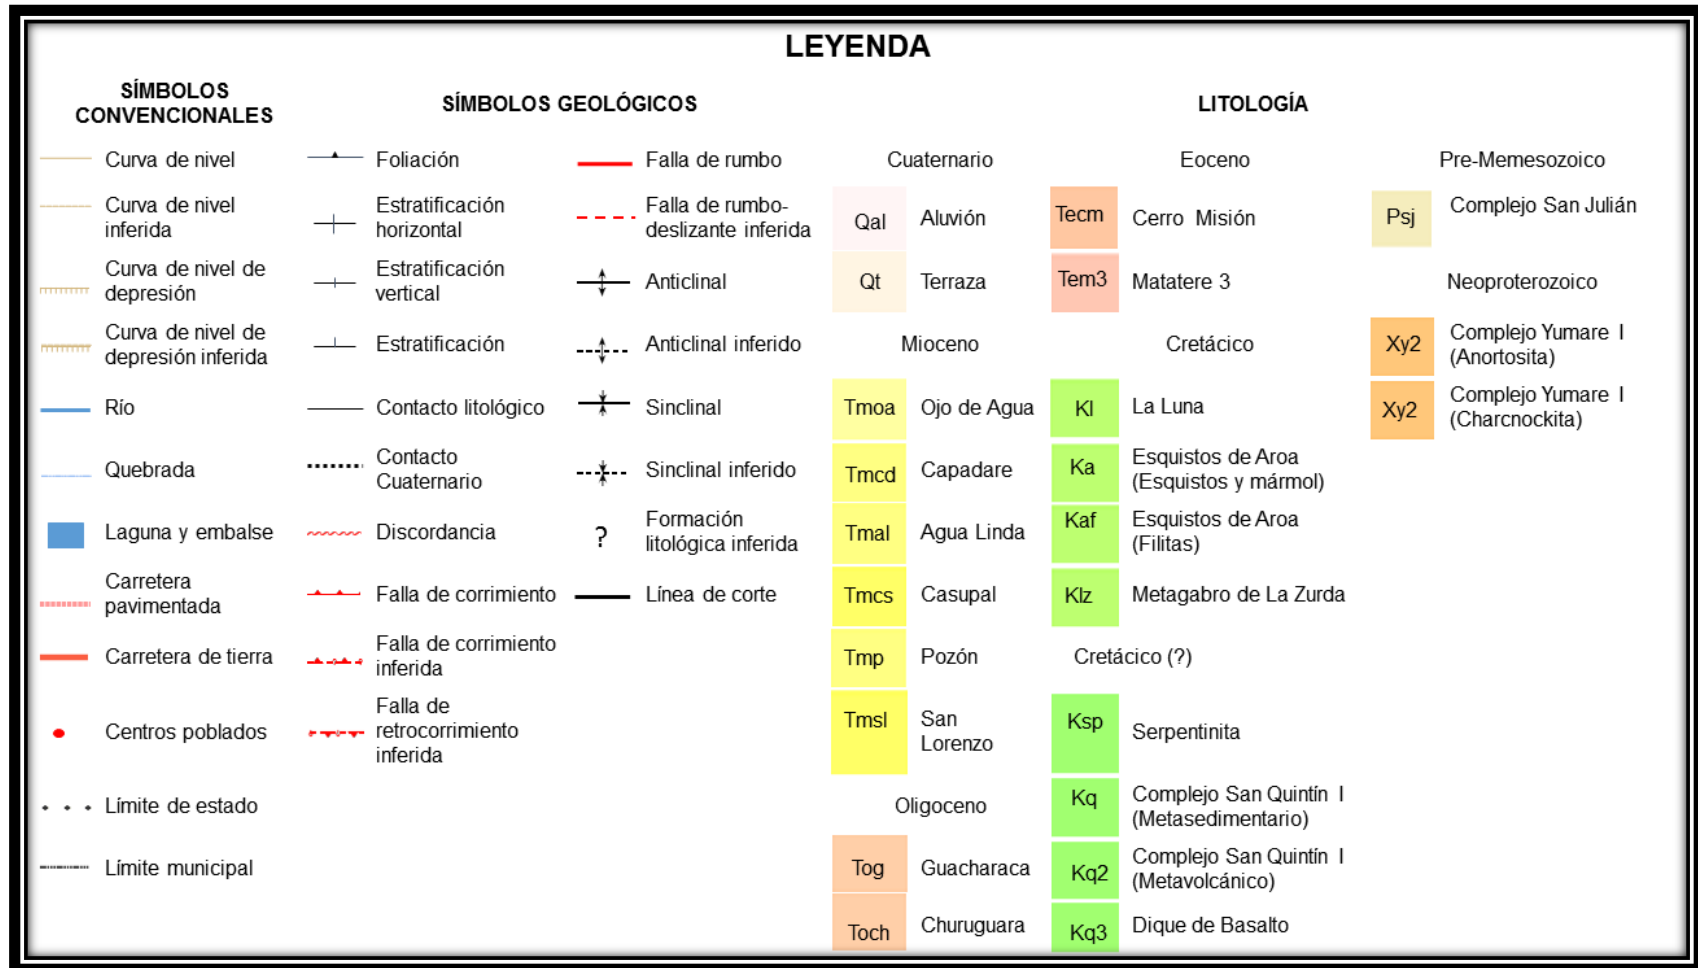 LEYENDA
SÍMBOLOS
CONVENCIONALES
Curva de nivel
Curva de nivel
inferida
Curva de nivel de
depresión
Curva de nivel de
depresión inferida
Río
Quebrada
Laguna y embalse
Carretera
pavimentada
Carretera de tierra
Centros poblados
Límite de estado
Límite municipal
SÍMBOLOS GEOLÓGICOS
Foliación
Estratificación
horizontal
Estratificación
vertical
Estratificación
Contacto litológico
Contacto
Cuaternario
Discordancia
Falla de corrimiento
Falla de corrimiento
inferida
Falla de
retrocorrimiento
inferida
Falla de rumbo
Falla de rumbo-
deslizante inferida
Anticlinal
Anticlinal inferido
Sinclinal
Sinclinal inferido
? Formación
litológica inferida
Línea de corte
LITOLOGÍA
Cuaternario
Qal Aluvión
Qt Terraza
Mioceno
Tmoa Ojo de Agua
Tmcd Capadare
Tmal Agua Linda
Tmcs Casupal
Tmp Pozón
Tmsl San
Lorenzo
Oligoceno
Tog Guacharaca
Toch Churuguara
Eoceno
Tecm Cerro Misión
Tem3 Matatere 3
Cretácico
Kl La Luna
Ka Esquistos de Aroa
(Esquistos y mármol)
Kaf Esquistos de Aroa
(Filitas)
Klz Metagabro de La Zurda
Cretácico (?)
Ksp Serpentinita
Kq Complejo San Quintín I
(Metasedimentario)
Kq2 Complejo San Quintín I
(Metavolcánico)
Kq3 Dique de Basalto
Pre-Memesozoico
Psj Complejo San Julián
Neoproterozoico
Xy2 Complejo Yumare I
(Anortosita)
Xy2 Complejo Yumare I
(Charcnockita)